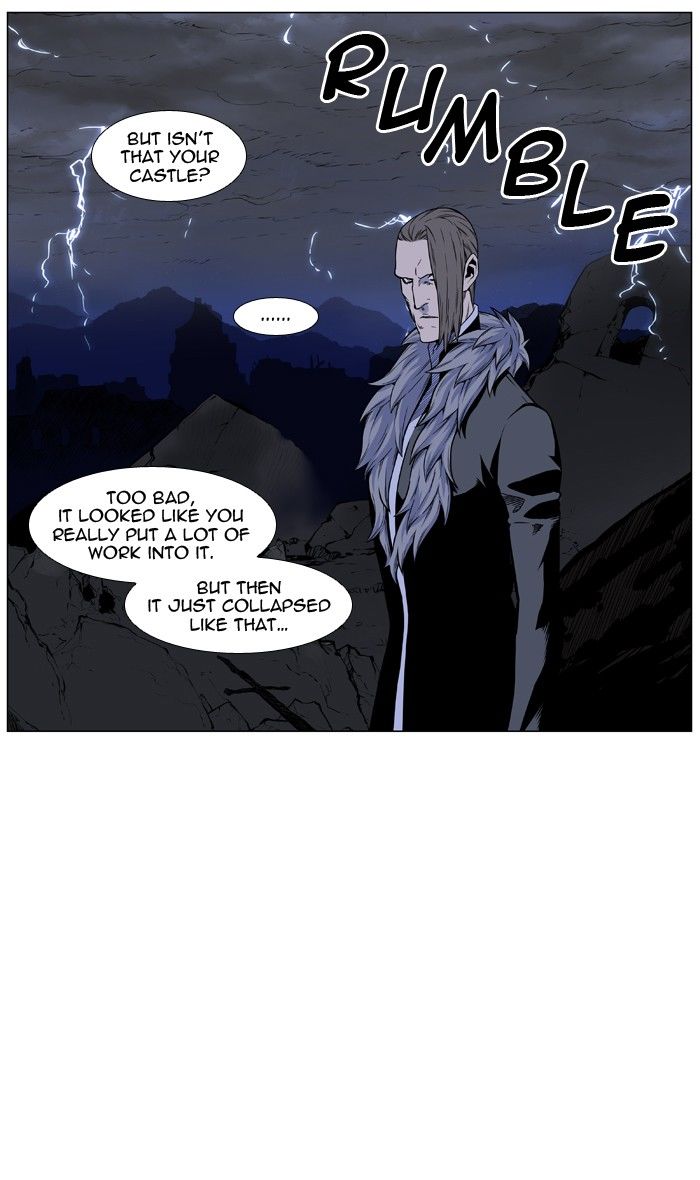 RUMBLE
BUT ISN'T
THAT YOUR
CASTLE?
......
TOO BAD,
IT LOOKED LIKE YOU
REALLY PUT A LOT OF
WORK INTO IT.
BUT THEN
IT JUST COLLAPSED
LIKE THAT...